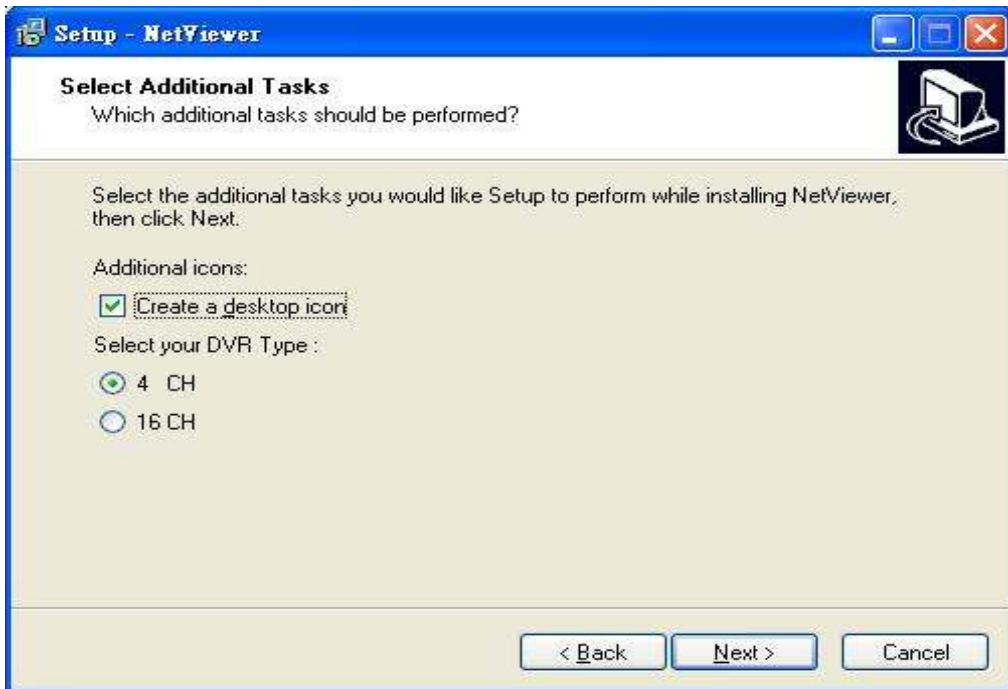 Setup - NetViewer
Select Additional Tasks
Which additional tasks should be performed?
Select the additional tasks you would like Setup to perform while installing NetViewer,
then click Next.
Additional icons:
Create a desktop icon
Select your DVR Type :
4 CH
16 CH
< Back
Next >
Cancel